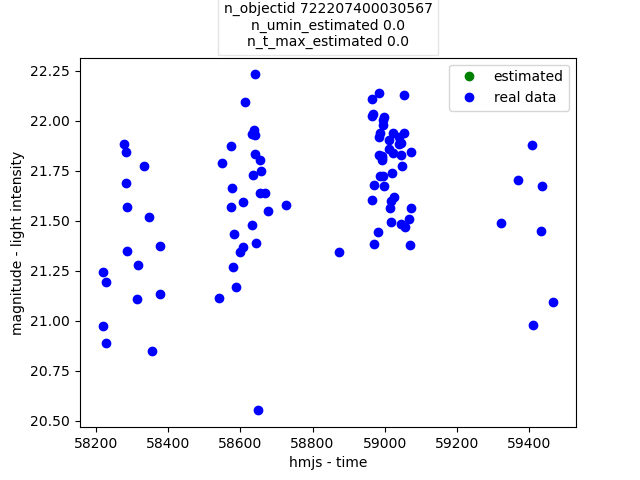 n_objectid 722207400030567
n_umin_estimated 0.0
n_t_max_estimated 0.0
estimated
real data
magnitude - light intensity
22.25
22.00
21.75
21.50
21.25
21.00
20.75
20.50
58200 58400 58600 58800 59000 59200 59400
hmjs - time